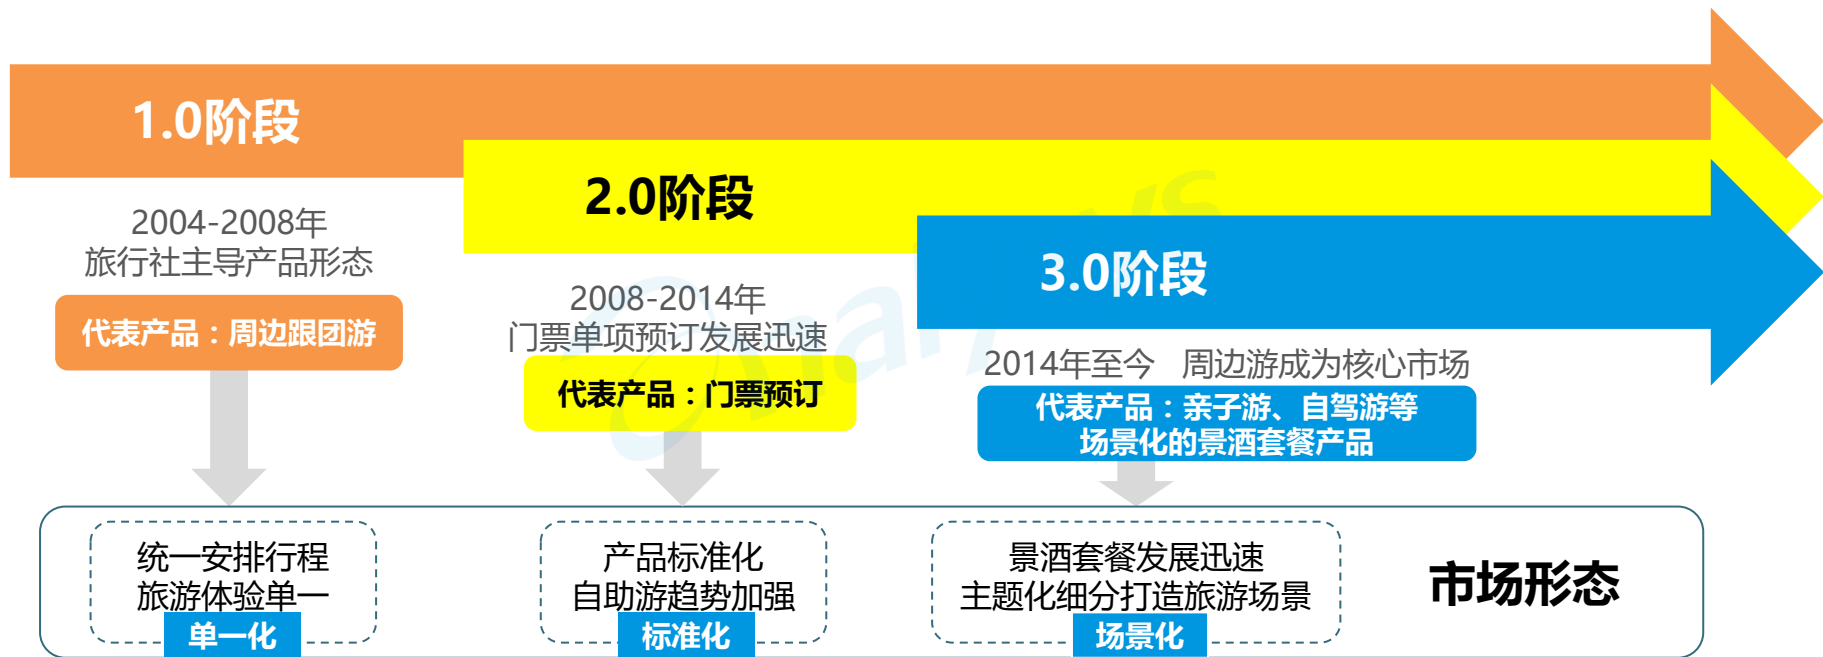 1.0阶段
2004-2008年
旅行社主导产品形态
代表产品：周边跟团游
2.0阶段
2008-2014年
门票单项预订发展迅速
代表产品：门票预订
3.0阶段
2014年至今 周边游成为核心市场
代表产品：亲子游、自驾游等
场景化的景酒套餐产品
统一安排行程
旅游体验单一
单一化
产品标准化
自助游趋势加强
标准化
景酒套餐发展迅速
主题化细分打造旅游场景
场景化
市场形态
analysys